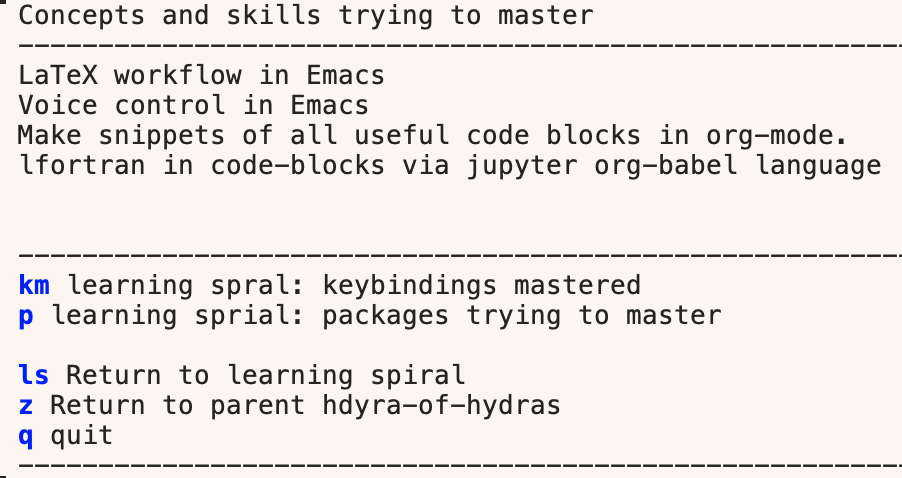 Concepts and skills trying to master
LaTeX workflow in Emacs
Voice control in Emacs
Make snippets of all useful code blocks in org-mode.
lfortran in code-blocks via jupyter org-babel language
km learning spral: keybindings mastered
p learning sprial: packages trying to master
ls Return to learning spiral
z Return to parent hdyra-of-hydras
q quit